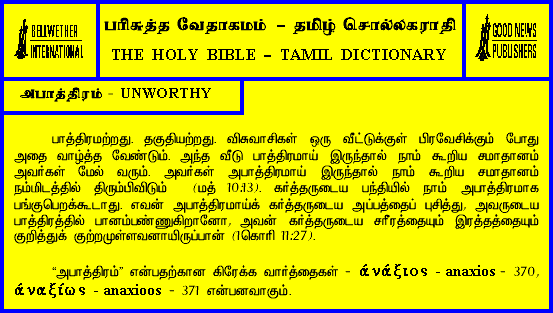 BELLWETHER
INTERNATIONAL
பரிசுத்த வேதாகமம் – தமிழ் சொல்லகராதி
THE HOLY BIBLE – TAMIL DICTIONARY
GOOD NEWS
PUBLISHERS
அபாத்திரம் - UNWORTHY
பாத்திரமற்றது. தகுதியற்றது. விசுவாசிகள் ஒரு வீட்டுக்குள் பிரவேசிக்கும் போது
அதை வாழ்த்த வேண்டும். அந்த வீடு பாத்திரமாய் இருந்தால் நாம் கூறிய சமாதானம்
அவர்கள் மேல் வரும். அவர்கள் அபாத்திரமாய் இருந்தால் நாம் கூறிய சமாதானம்
நம்மிடத்தில் திரும்பிவிடும் (மத் 10:13). கர்த்தருடைய பந்தியில் நாம் அபாத்திரமாக
பங்குபெறக்கூடாது. எவன் அபாத்திரமாய்க் கர்த்தருடைய அப்பத்தைப் புசித்து, அவருடைய
பாத்திரத்தில் பானம்பண்ணுகிறானோ, அவன் கர்த்தருடைய சரீரத்தையும் இரத்தத்தையும்
குறித்துக் குற்றமுள்ளவனாயிருப்பான் (1கொரி 11:27).
“அபாத்திரம்” என்பதற்கான கிரேக்க வார்த்தைகள் - ἀνάξιος - anaxios - 370,
ἀναξίως - anaxioos - 371 என்பனவாகும்.